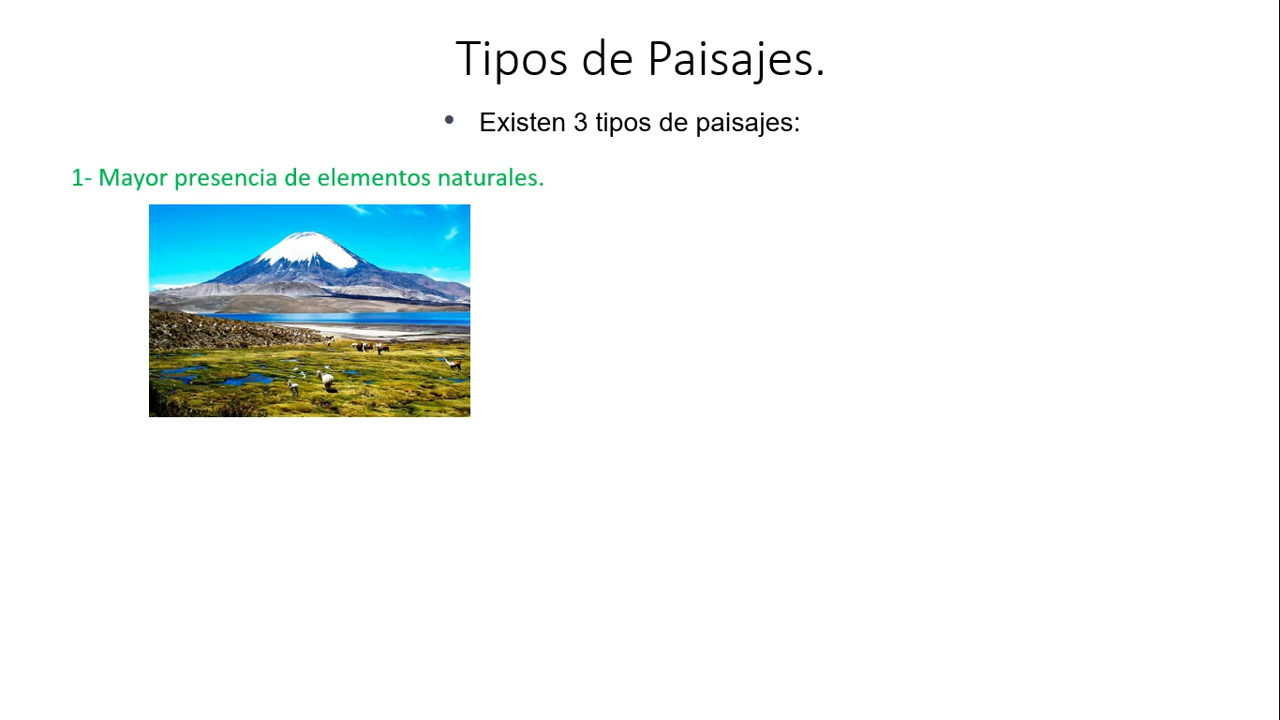 Tipos de Paisajes.
• Existen 3 tipos de paisajes:
1- Mayor presencia de elementos naturales.